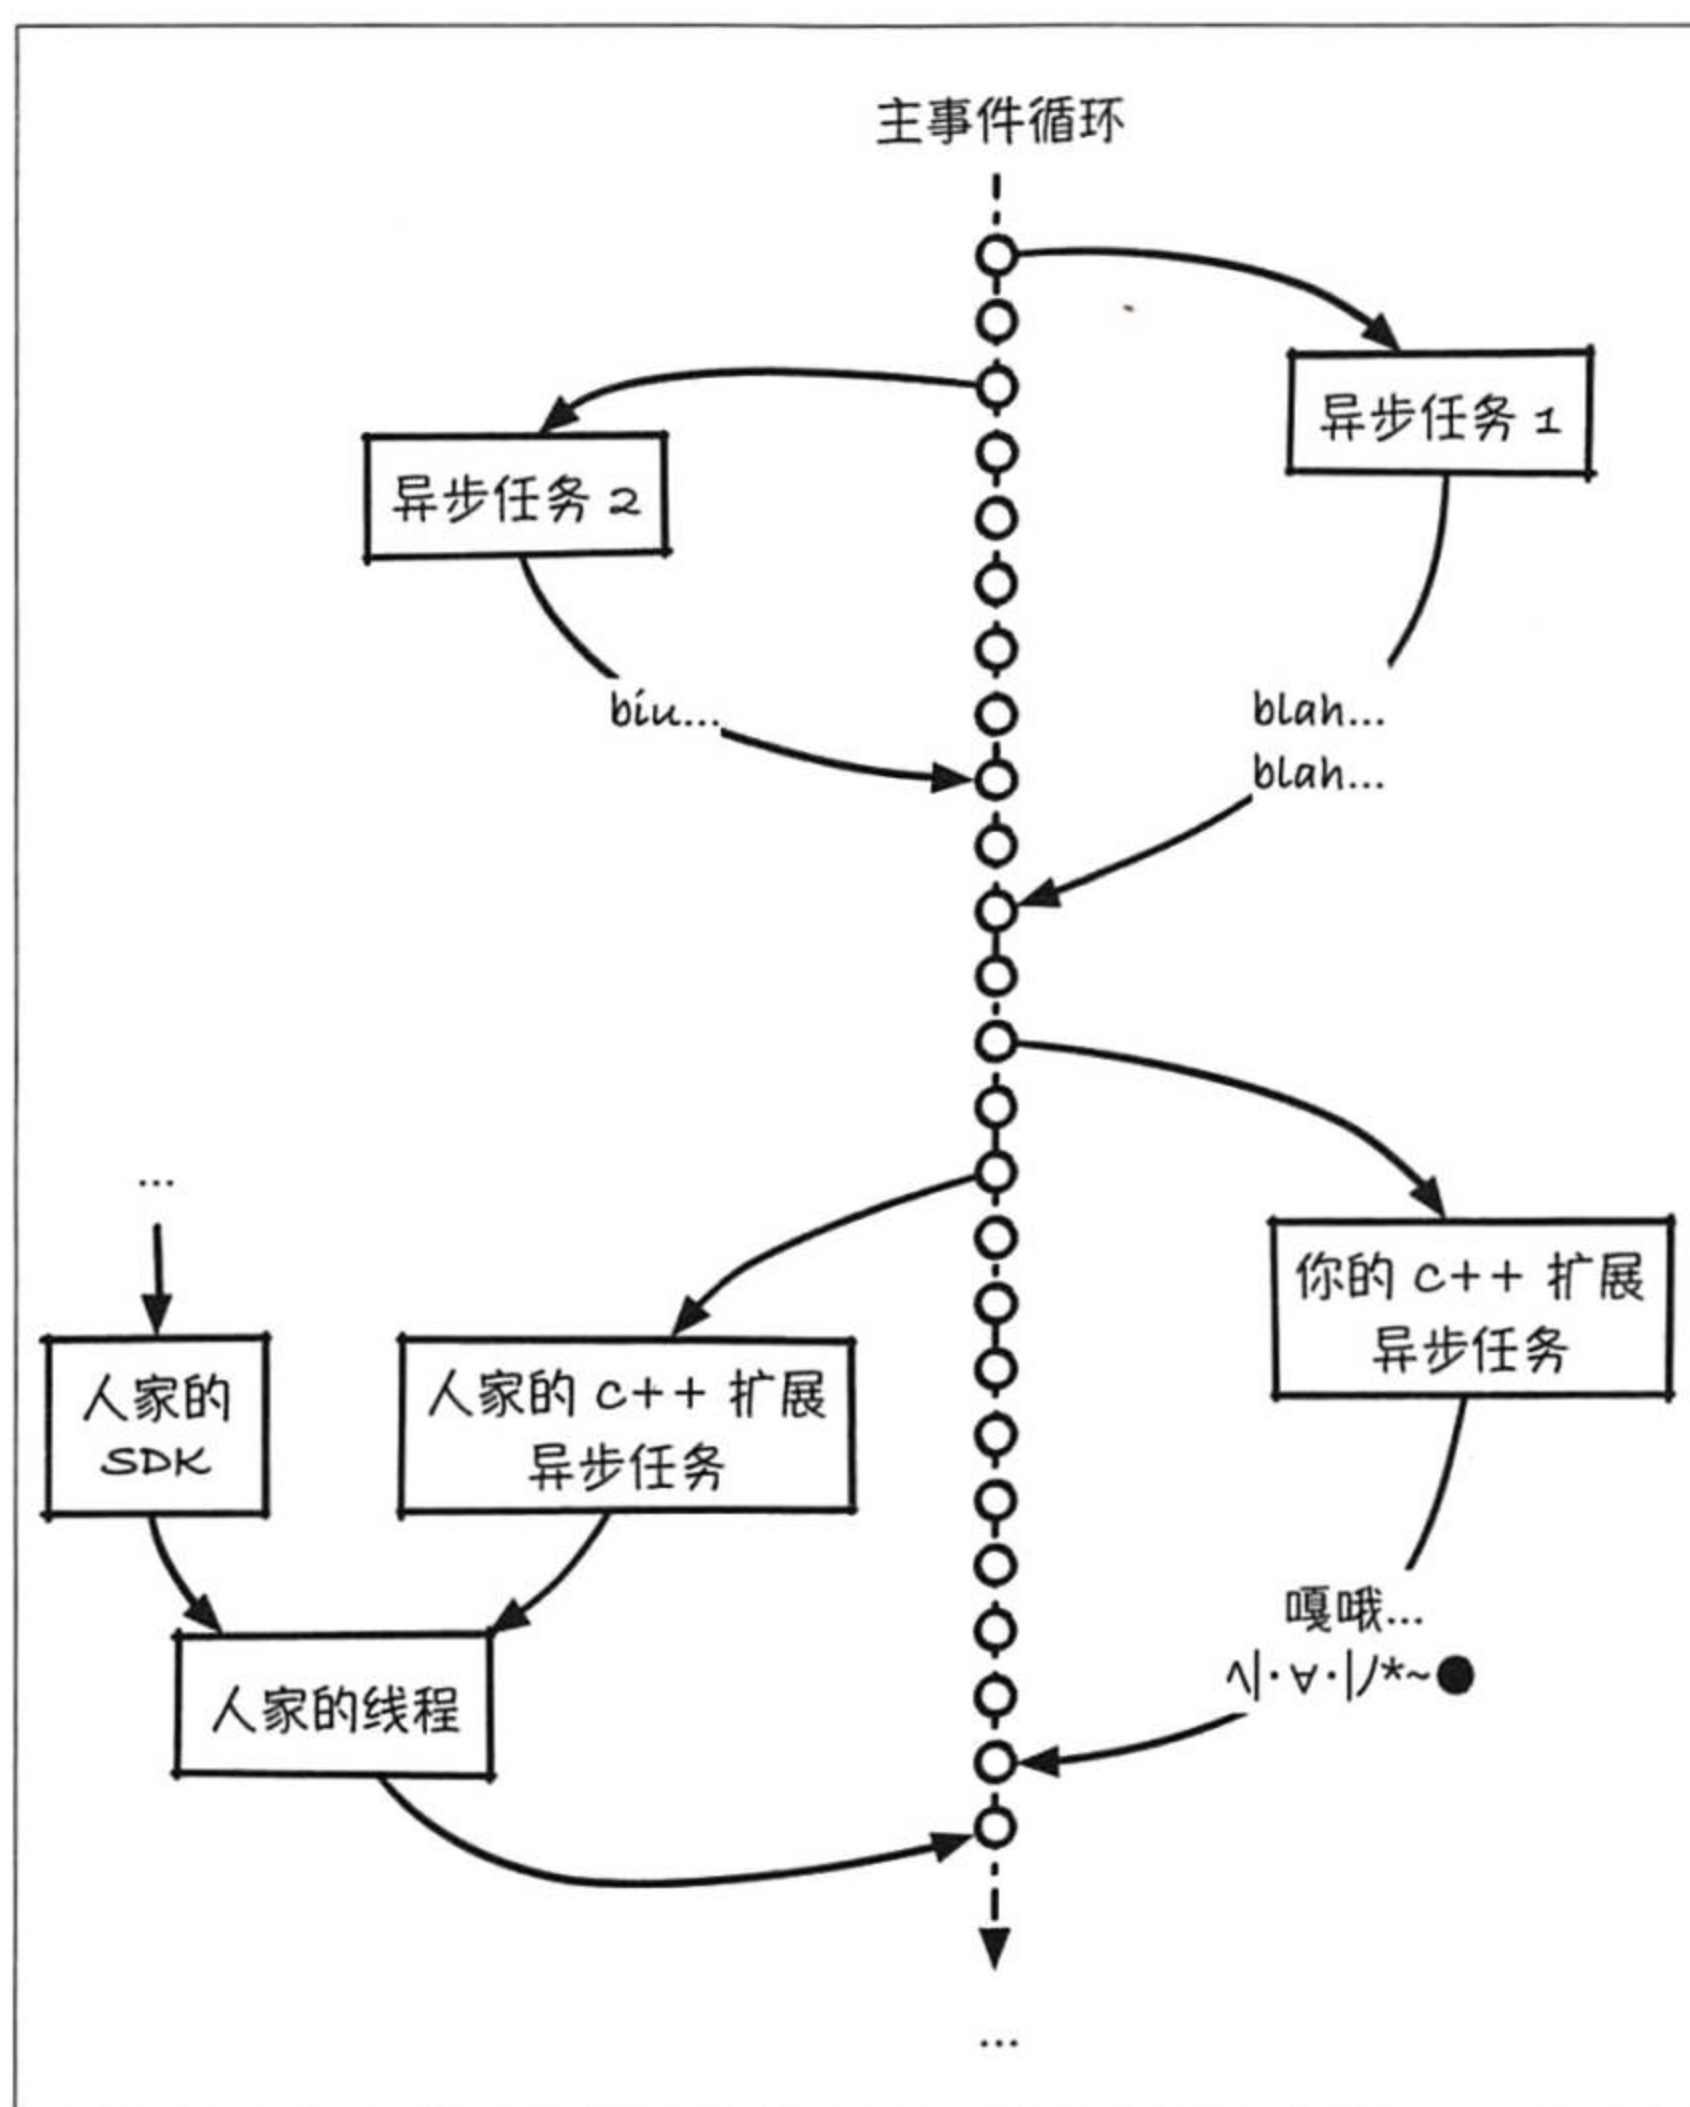 主事件循环
异步任务 1
异步任务 2
biu...
blah...
blah...
...
你的 C++ 扩展
异步任务
人家的
SDK
人家的 C++ 扩展
异步任务
嘎哦...
^|·∀·|ノ*~●
人家的线程
...